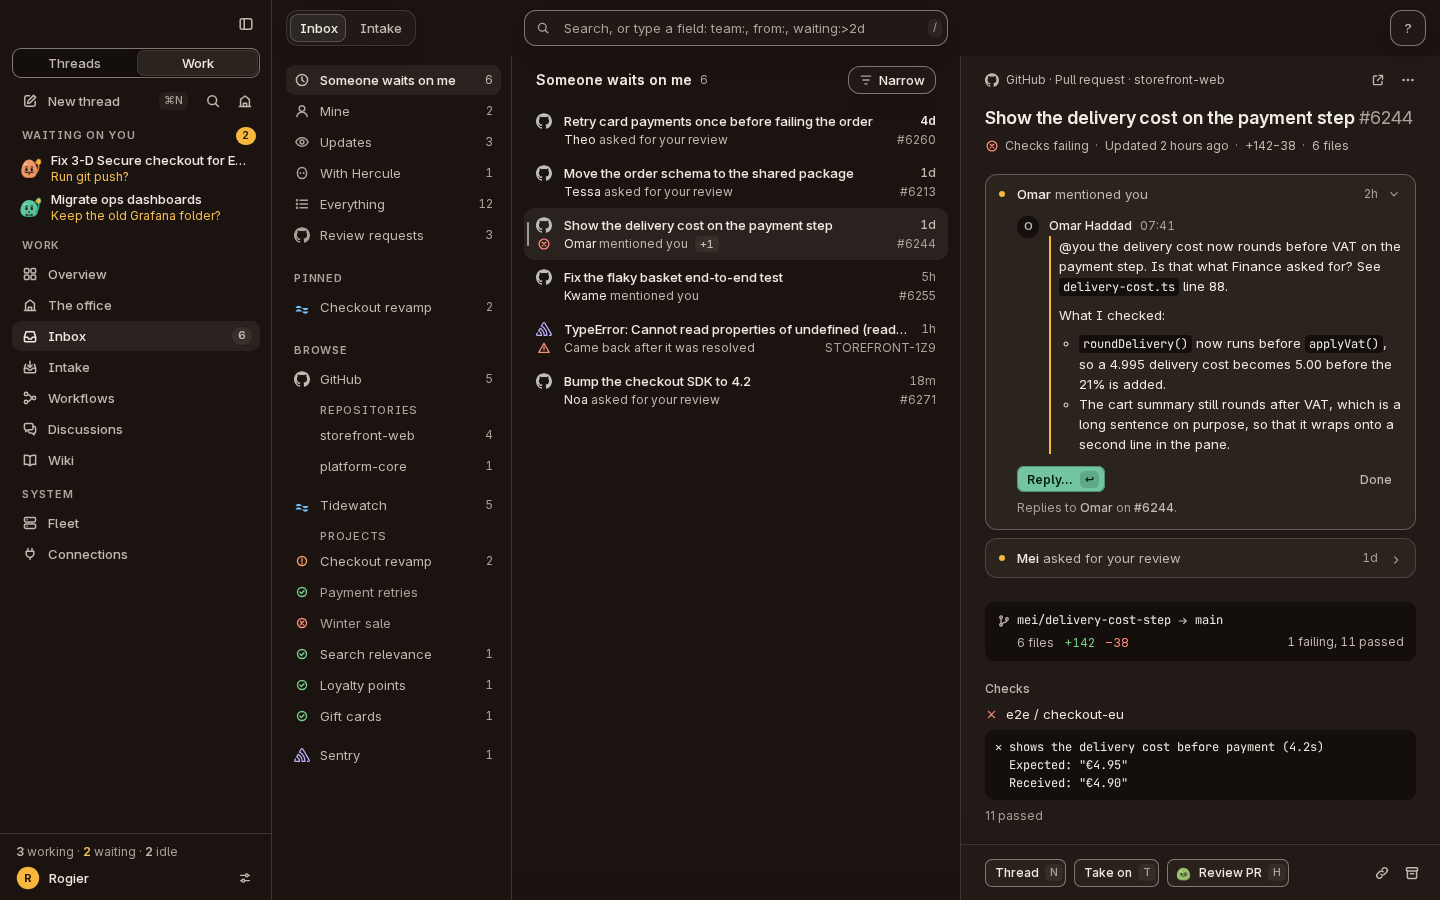 Threads
Work
New thread
⌘N
WAITING ON YOU
2
Fix 3-D Secure checkout for E…
Run git push?
Migrate ops dashboards
Keep the old Grafana folder?
WORK
Overview
The office
Inbox
6
Intake
Workflows
Discussions
Wiki
SYSTEM
Fleet
Connections
3 working · 2 waiting · 2 idle
R
Rogier
Inbox
Intake
Someone waits on me 6
Mine 2
Updates 3
With Hercule 1
Everything 12
Review requests 3
PINNED
Checkout revamp 2
BROWSE
GitHub 5
REPOSITORIES
storefront-web 4
platform-core 1
Tidewatch 5
PROJECTS
Checkout revamp 2
Payment retries
Winter sale
Search relevance 1
Loyalty points 1
Gift cards 1
Sentry 1
Search, or type a field: team:, from:, waiting:>2d
/
?
Someone waits on me 6
Narrow
Retry card payments once before failing the order 4d
Theo asked for your review #6260
Move the order schema to the shared package 1d
Tessa asked for your review #6213
Show the delivery cost on the payment step 1d
Omar mentioned you +1 #6244
Fix the flaky basket end-to-end test 5h
Kwame mentioned you #6255
TypeError: Cannot read properties of undefined (read… 1h
Came back after it was resolved STOREFRONT-1Z9
Bump the checkout SDK to 4.2 18m
Noa asked for your review #6271
GitHub · Pull request · storefront-web
Show the delivery cost on the payment step #6244
Checks failing · Updated 2 hours ago · +142−38 · 6 files
Omar mentioned you 2h
O
Omar Haddad 07:41
@you the delivery cost now rounds before VAT on the
payment step. Is that what Finance asked for? See
delivery-cost.ts line 88.
What I checked:
roundDelivery() now runs before applyVat(),
so a 4.995 delivery cost becomes 5.00 before the
21% is added.
The cart summary still rounds after VAT, which is a
long sentence on purpose, so that it wraps onto a
second line in the pane.
Reply… ↩
Done
Replies to Omar on #6244.
Mei asked for your review 1d
mei/delivery-cost-step → main
6 files +142 −38 1 failing, 11 passed
Checks
e2e / checkout-eu
× shows the delivery cost before payment (4.2s)
Expected: "€4.95"
Received: "€4.90"
11 passed
Thread N
Take on T
Review PR H